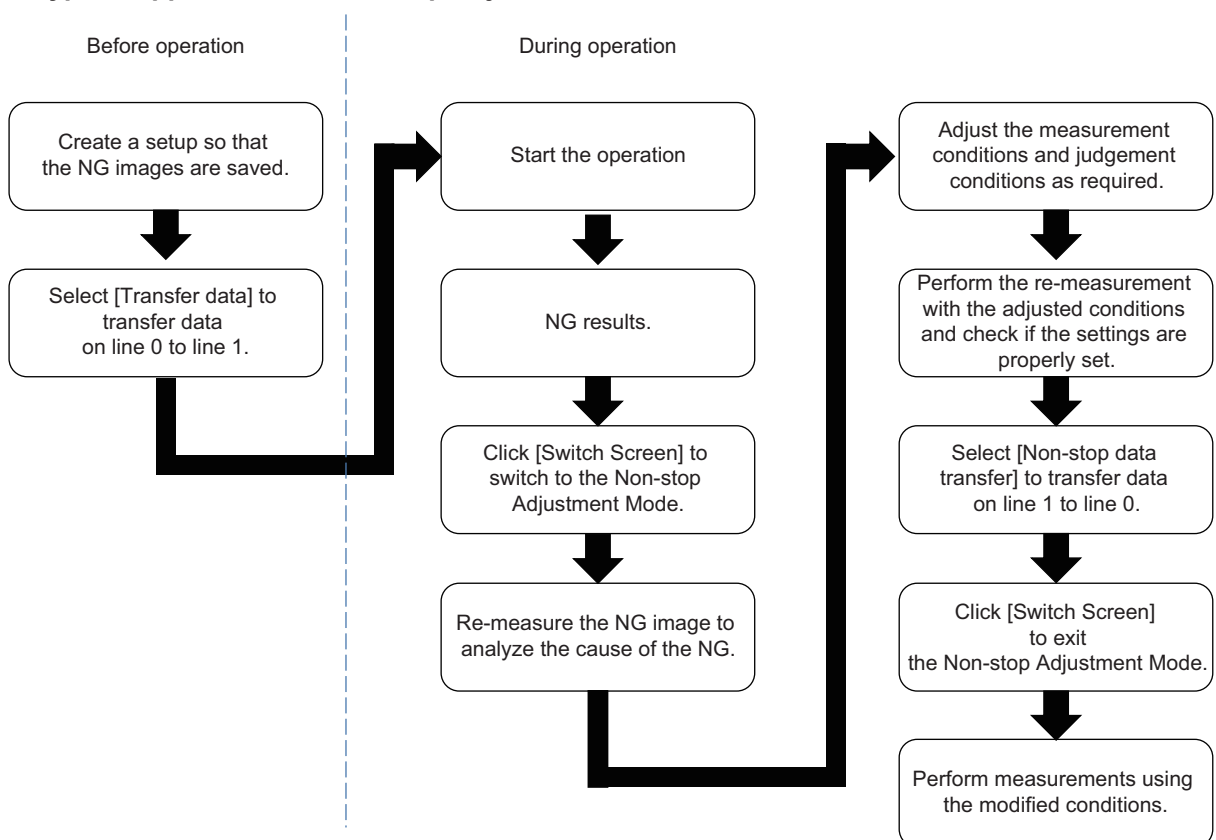 Before operation
During operation
Create a setup so that
the NG images are saved.
Select [Transfer data] to
transfer data
on line 0 to line 1.
Start the operation
NG results.
Click [Switch Screen] to
switch to the Non-stop
Adjustment Mode.
Re-measure the NG image to
analyze the cause of the NG.
Adjust the measurement
conditions and judgement
conditions as required.
Perform the re-measurement
with the adjusted conditions
and check if the settings are
properly set.
Select [Non-stop data
transfer] to transfer data
on line 1 to line 0.
Click [Switch Screen]
to exit
the Non-stop Adjustment Mode.
Perform measurements using
the modified conditions.